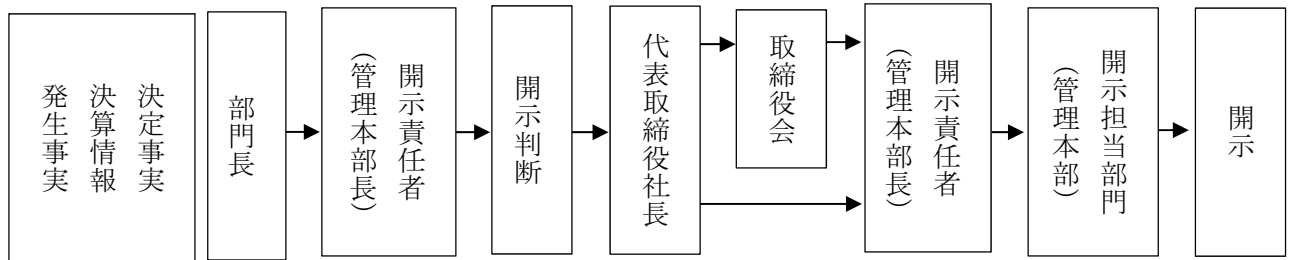 決定事実
決算情報
発生事実
部門長
開示責任者
(管理本部長)
開示判断
代表取締役社長
取締役会
開示責任者
(管理本部長)
開示担当部門
(管理本部)
開示